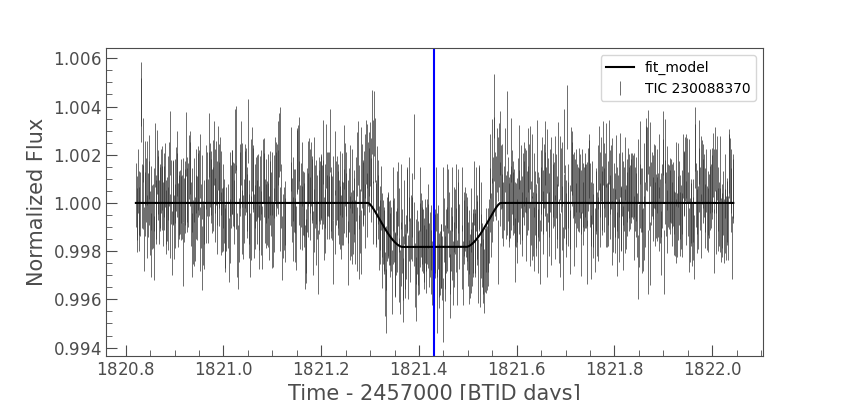 1.006
1.004
1.002
1.000
0.998
0.996
0.994
Normalized Flux
fit_model
TIC 230088370
1820.8 1821.0 1821.2 1821.4 1821.6 1821.8 1822.0
Time - 2457000 [BTJD days]